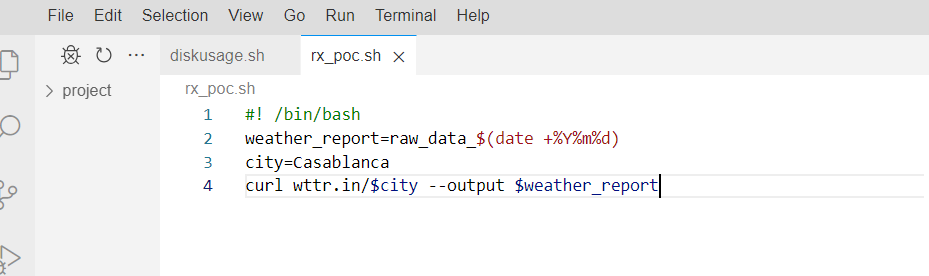 File Edit Selection View Go Run Terminal Help
diskusage.sh rx_poc.sh
project
rx_poc.sh
1 #! /bin/bash
2 weather_report=raw_data_$(date +%Y%m%d)
3 city=Casablanca
4 curl wttr.in/$city --output $weather_report